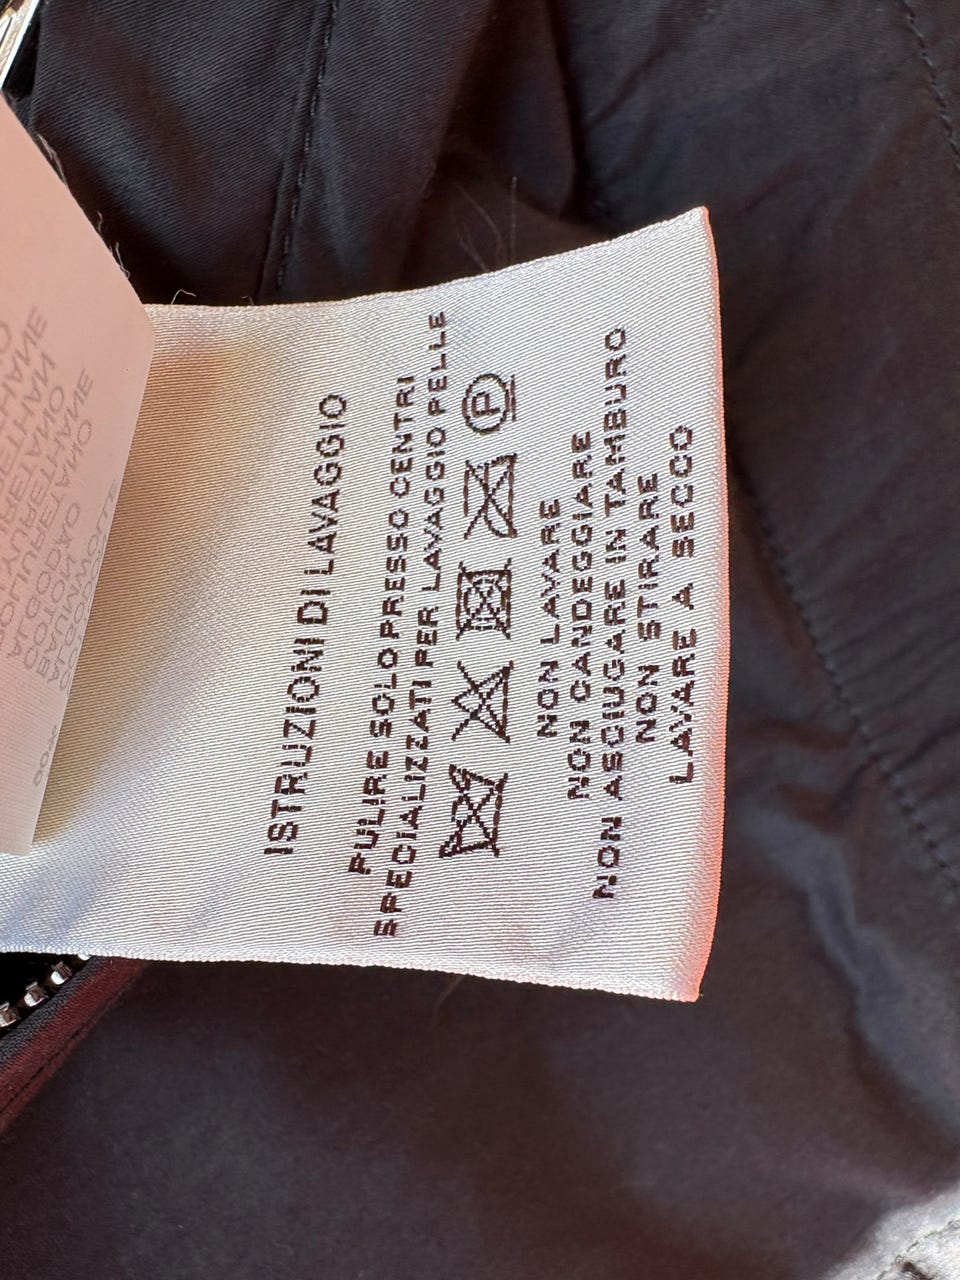 ISTRUZIONI DI LAVAGGIO
PULIRE SOLO PRESSO CENTRI
SPECIALIZZATI PER LAVAGGIO PELLE
P
NON LAVARE
NON CANDEGGIARE
NON ASCIUGARE IN TAMBURO
NON STIRARE
LAVARE A SECCO